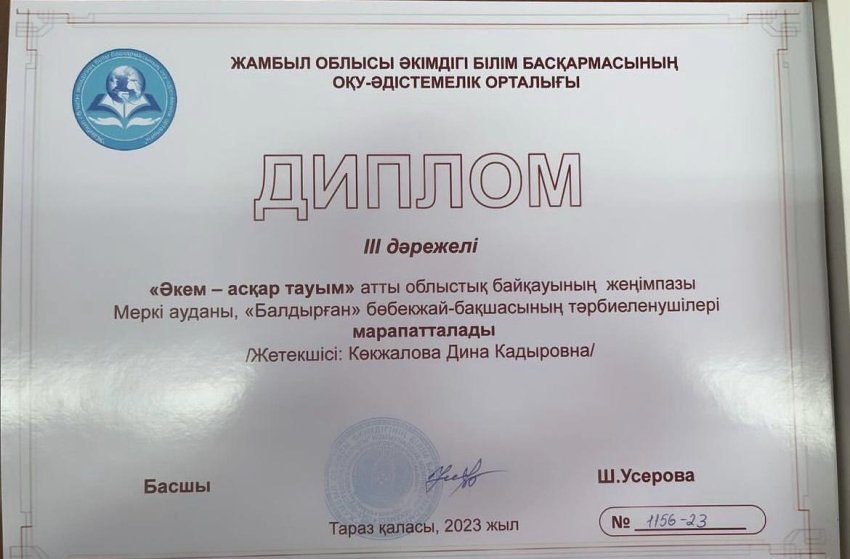 ЖАМБЫЛ ОБЛЫСЫ ӘКІМДІГІ БІЛІМ БАСҚАРМАСЫНЫҢ
ОҚУ-ӘДІСТЕМЕЛІК ОРТАЛЫҒЫ
ДИПЛОМ
III дәрежелі
«Әкем – асқар тауым» атты облыстық байқауының жеңімпазы
Меркі ауданы, «Балдырған» бөбекжай-бақшасының тәрбиеленушілері
марапатталады
/Жетекшісі: Көкжалова Дина Кадыровна/
Басшы
Ш.Усерова
Тараз қаласы, 2023 жыл
№ 1156-23